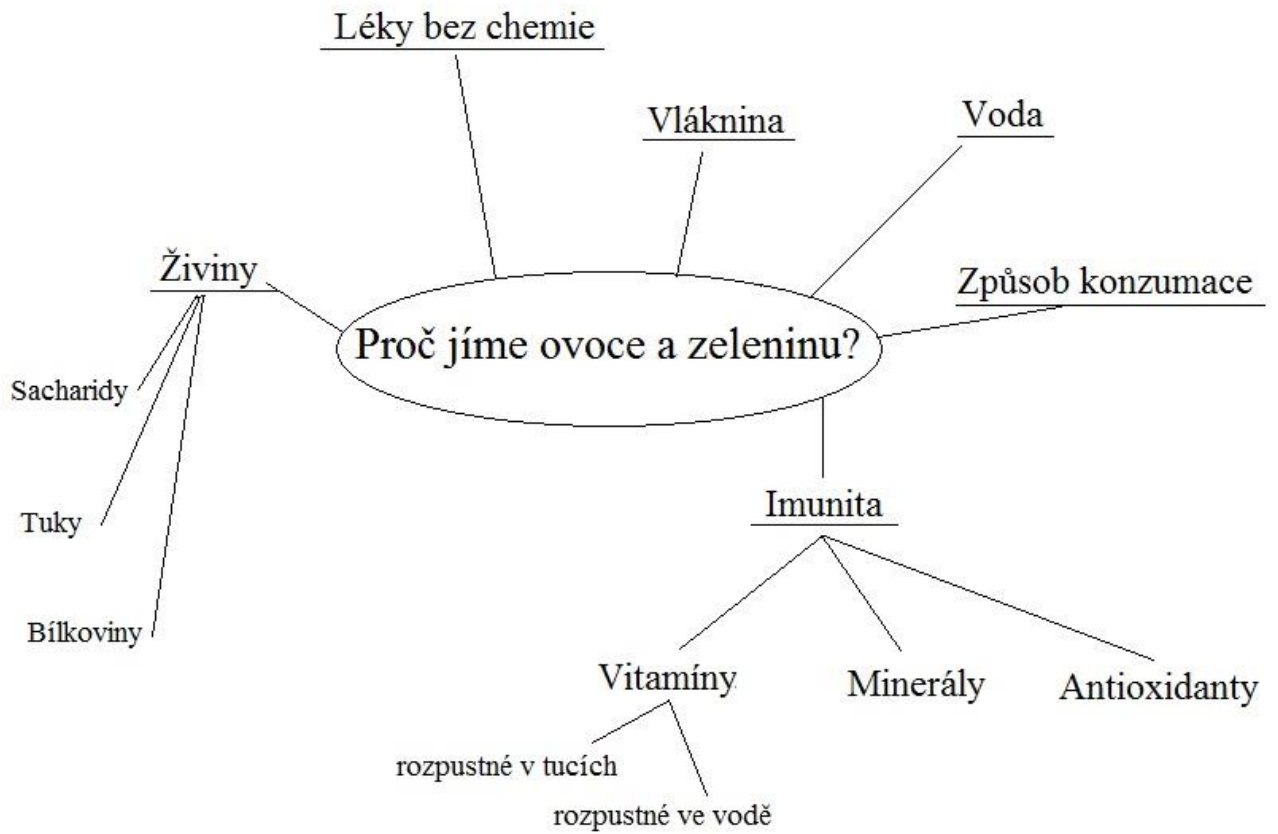 Léky bez chemie
Vláknina
Voda
Živiny
Způsob konzumace
Proč jíme ovoce a zeleninu?
Sacharidy
Tuky
Bílkoviny
Imunita
Vitamíny
Minerály
Antioxidanty
rozpustné v tucích
rozpustné ve vodě